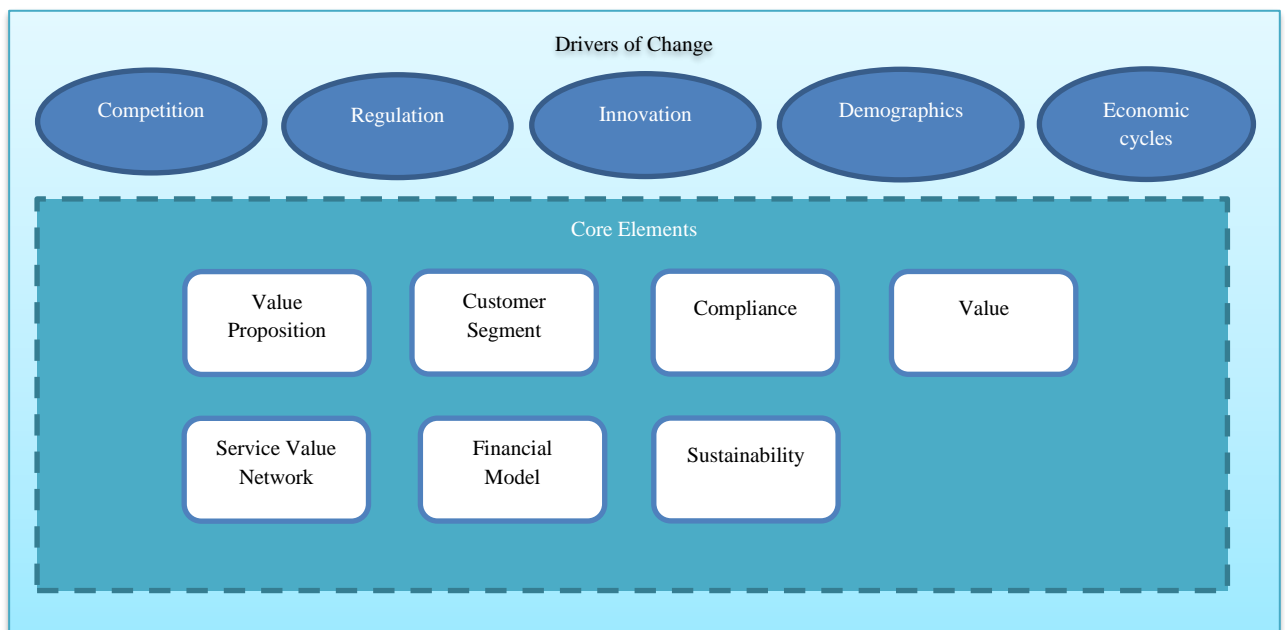 Drivers of Change
Competition
Regulation
Innovation
Demographics
Economic
cycles
Core Elements
Value
Proposition
Customer
Segment
Compliance
Value
Service Value
Network
Financial
Model
Sustainability